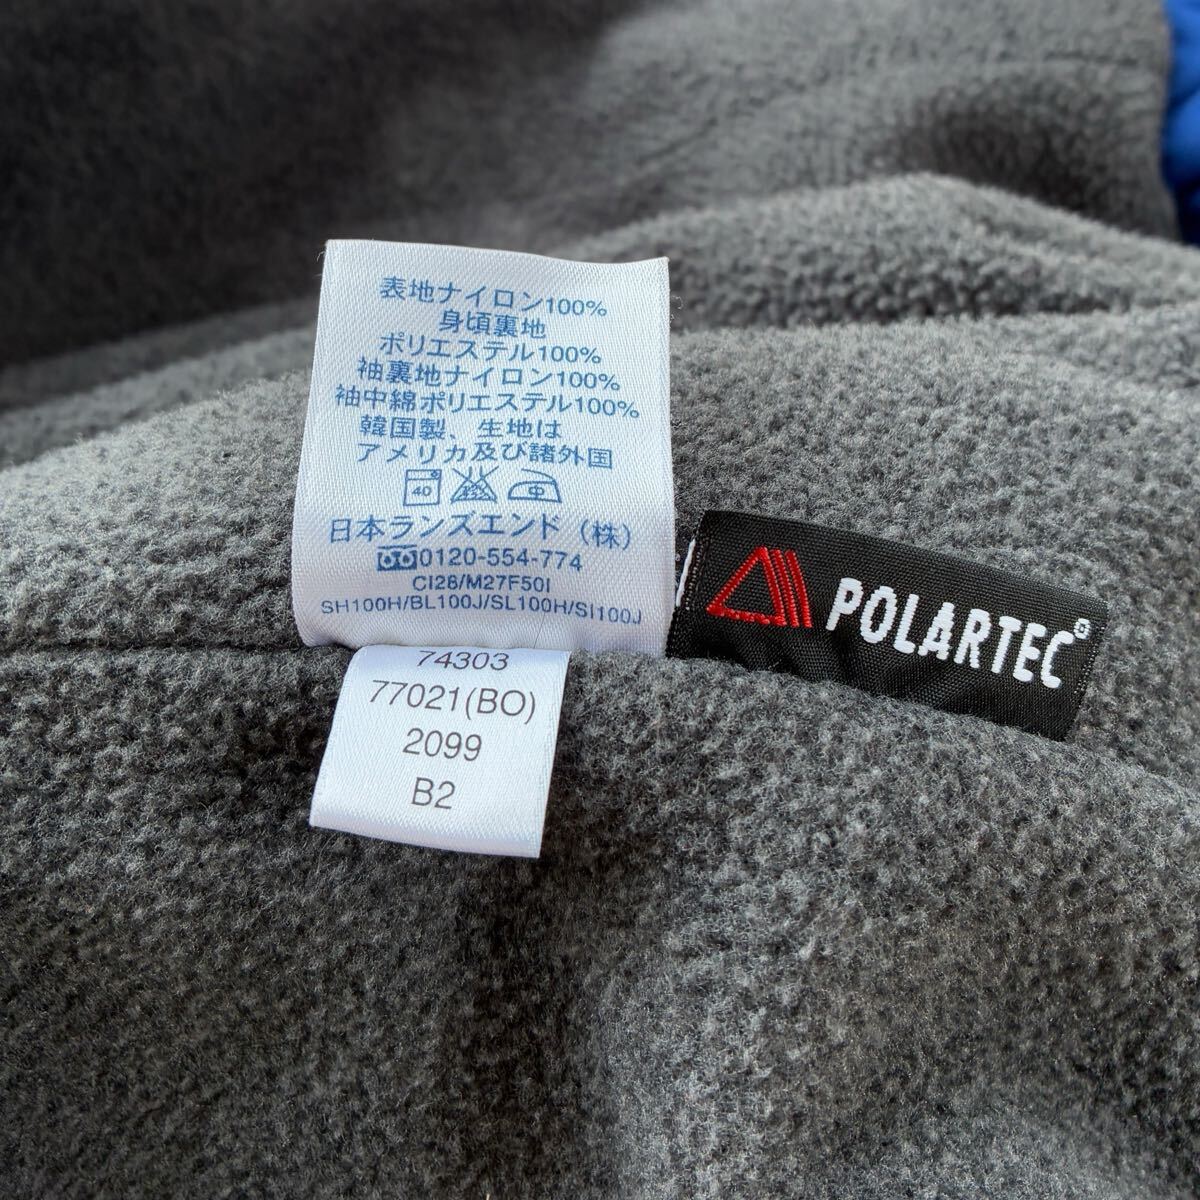 表地ナイロン100%
身頃裏地
ポリエステル100%
袖裏地ナイロン100%
袖中綿ポリエステル100%
韓国製、生地は
アメリカ及び諸外国
40 中
日本ランズエンド（株）
0120-554-774
CI28/M27F50I
SH100H/BL100J/SL100H/SI100J
POLARTEC®
74303
77021(BO)
2099
B2